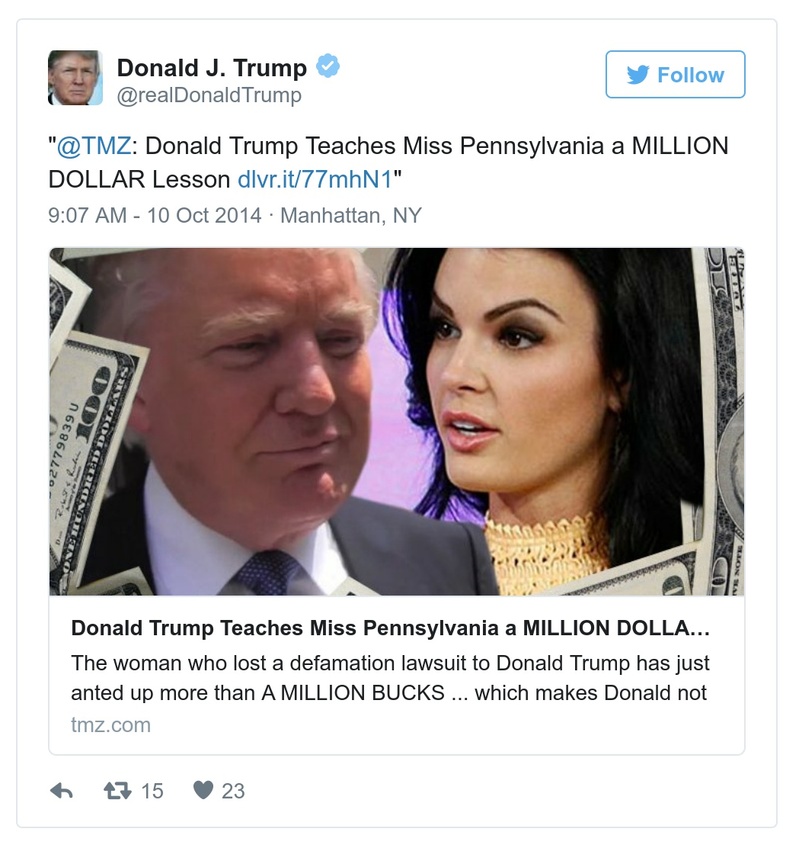 Donald J. Trump
@realDonaldTrump
Follow
"@TMZ: Donald Trump Teaches Miss Pennsylvania a MILLION
DOLLAR Lesson dlvr.it/77mhN1"
9:07 AM - 10 Oct 2014 · Manhattan, NY
100
62779839U
ONE HUNDRED DOLLARS
Donald Trump Teaches Miss Pennsylvania a MILLION DOLLA…
The woman who lost a defamation lawsuit to Donald Trump has just
anted up more than A MILLION BUCKS ... which makes Donald not
tmz.com
15
23